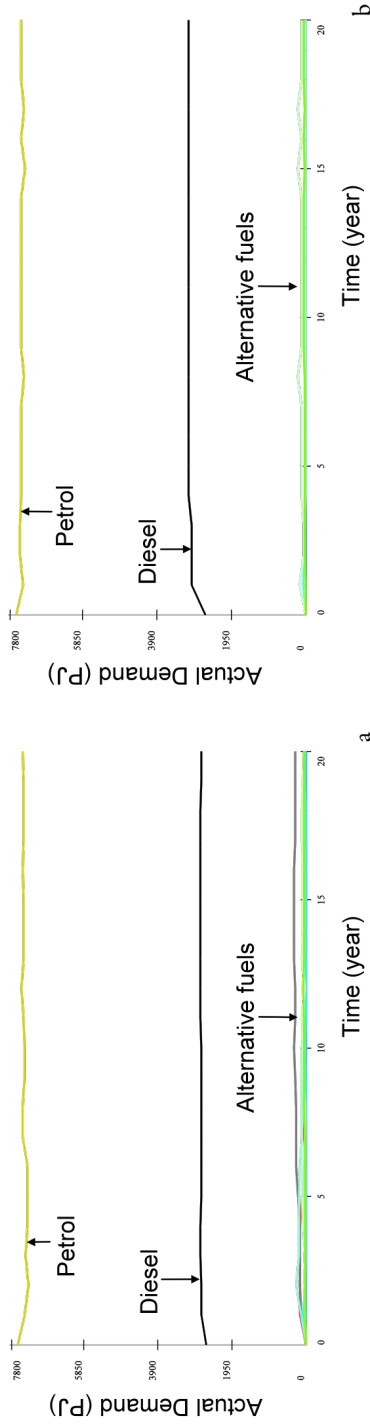 Actual Demand (PJ)
7800
5850
3900
1950
0
Petrol
Diesel
Alternative fuels
0
5
10
15
20
Time (year)
a
Actual Demand (PJ)
7800
5850
3900
1950
0
Petrol
Diesel
Alternative fuels
0
5
10
15
20
Time (year)
b